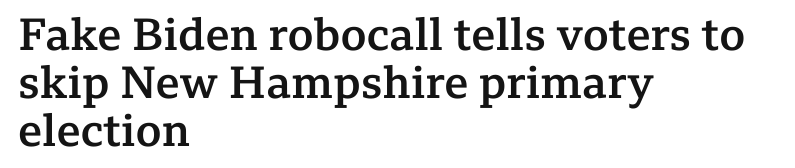 Fake Biden robocall tells voters to
skip New Hampshire primary
election